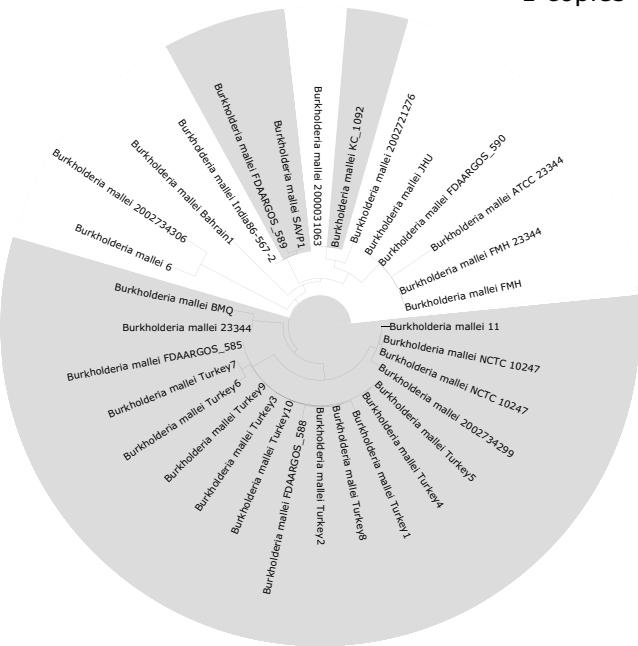 Burkholderia mallei 2000031063
Burkholderia mallei KC_1092
Burkholderia mallei 2002721276
Burkholderia mallei JHU
Burkholderia mallei FDAARGOS_590
Burkholderia mallei ATCC 23344
Burkholderia mallei FMH 23344
Burkholderia mallei FMH
Burkholderia mallei 11
Burkholderia mallei NCTC 10247
Burkholderia mallei NCTC 10247
Burkholderia mallei 2002734299
Burkholderia mallei Turkey5
Burkholderia mallei Turkey4
Burkholderia mallei Turkey1
Burkholderia mallei Turkey8
Burkholderia mallei Turkey2
Burkholderia mallei FDAARGOS_588
Burkholderia mallei Turkey10
Burkholderia mallei Turkey3
Burkholderia mallei Turkey9
Burkholderia mallei Turkey6
Burkholderia mallei Turkey7
Burkholderia mallei FDAARGOS_585
Burkholderia mallei 23344
Burkholderia mallei BMQ
Burkholderia mallei 6
Burkholderia mallei 2002734306
Burkholderia mallei Bahrain1
Burkholderia mallei India86-567-2
Burkholderia mallei FDAARGOS_589
Burkholderia mallei SAVP1